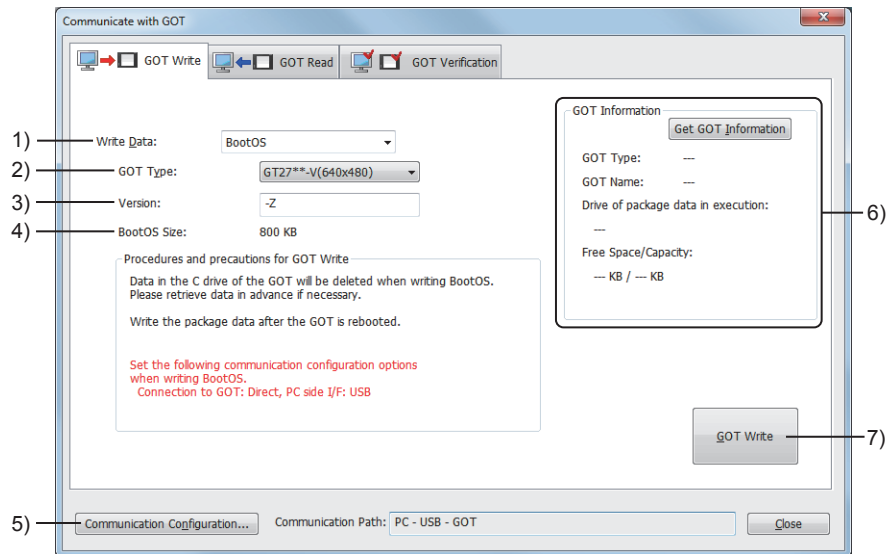 Communicate with GOT
x
GOT Write
GOT Read
GOT Verification
1)
Write Data:
BootOS
2)
GOT Type:
GT27**-V(640x480)
3)
Version:
-Z
4)
BootOS Size:
800 KB
Procedures and precautions for GOT Write
Data in the C drive of the GOT will be deleted when writing BootOS.
Please retrieve data in advance if necessary.
Write the package data after the GOT is rebooted.
Set the following communication configuration options
when writing BootOS.
Connection to GOT: Direct, PC side I/F: USB
GOT Information
Get GOT Information
GOT Type:
---
GOT Name:
---
Drive of package data in execution:
---
Free Space/Capacity:
--- KB / --- KB
6)
GOT Write
7)
5)
Communication Configuration...
Communication Path:
PC - USB - GOT
Close